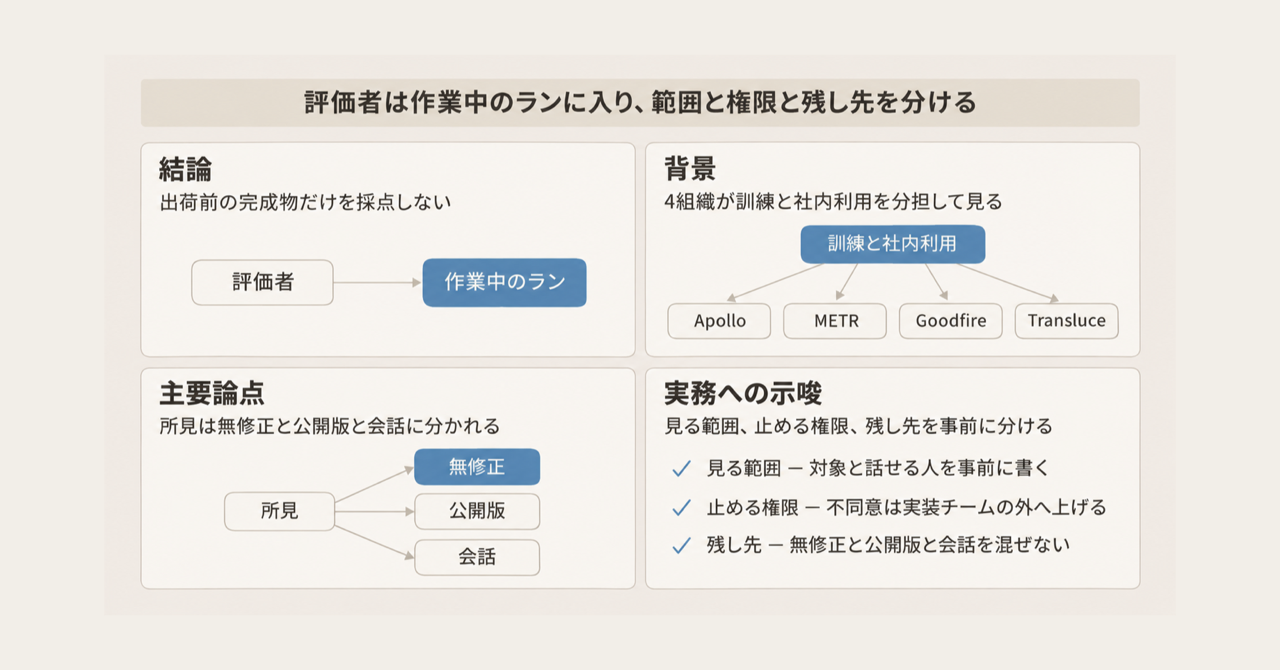 評価者は作業中のランに入り、範囲と権限と残し先を分ける
結論
出荷前の完成物だけを採点しない
評価者
作業中のラン
背景
4組織が訓練と社内利用を分担して見る
訓練と社内利用
Apollo
METR
Goodfire
Transluce
主要論点
所見は無修正と公開版と会話に分かれる
所見
無修正
公開版
会話
実務への示唆
見る範囲、止める権限、残し先を事前に分ける
見る範囲 — 対象と話せる人を事前に書く
止める権限 — 不同意は実装チームの外へ上げる
残し先 — 無修正と公開版と会話を混ぜない